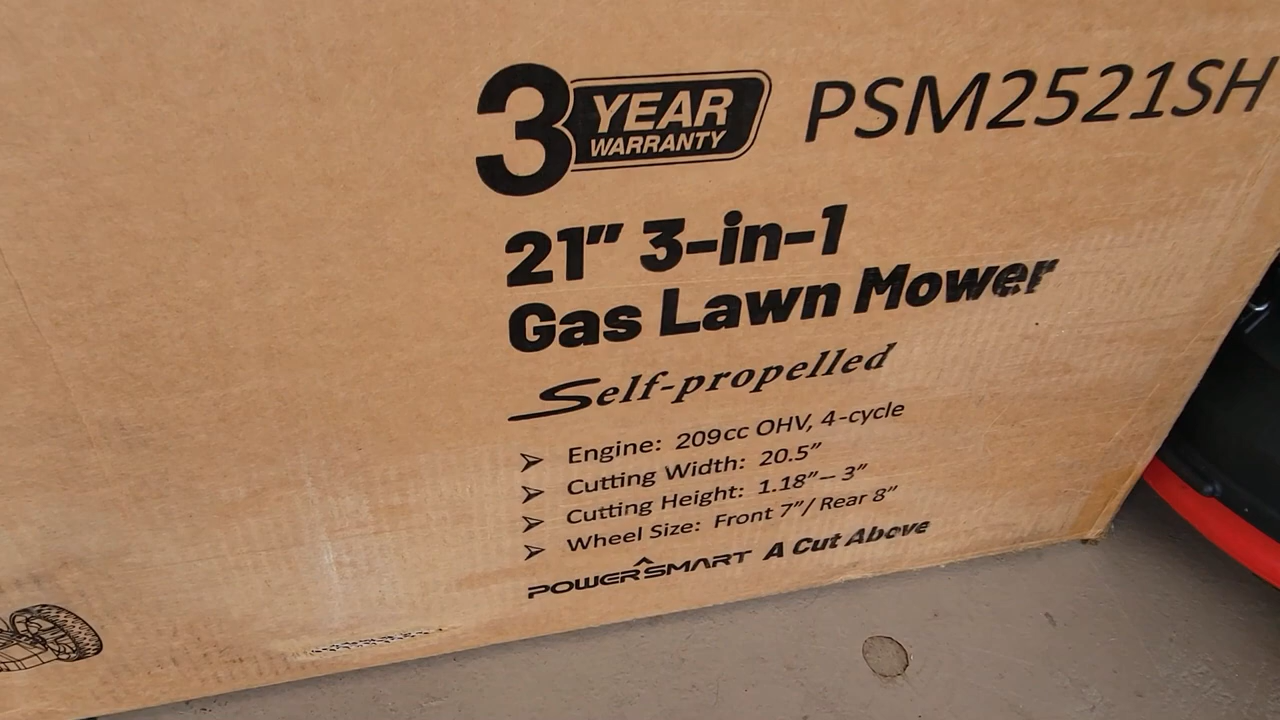 3 YEAR WARRANTY PSM2521SH
21" 3-in-1
Gas Lawn Mower
Self-propelled
Engine: 209cc OHV, 4-cycle
Cutting Width: 20.5"
Cutting Height: 1.18"– 3"
Wheel Size: Front 7"/ Rear 8"
POWERSMART A Cut Above